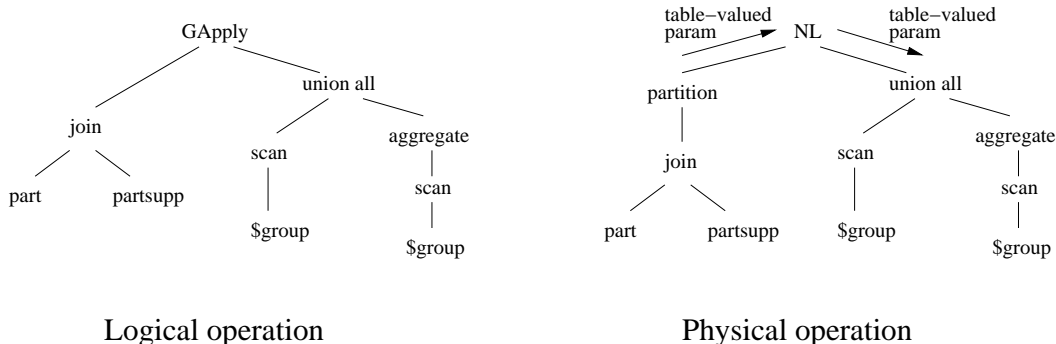 GApply
union all
join
aggregate
scan
part
partsupp
scan
$group
$group
Logical operation
table−valued
param
NL
table−valued
param
partition
union all
aggregate
scan
join
scan
part
partsupp
$group
$group
Physical operation